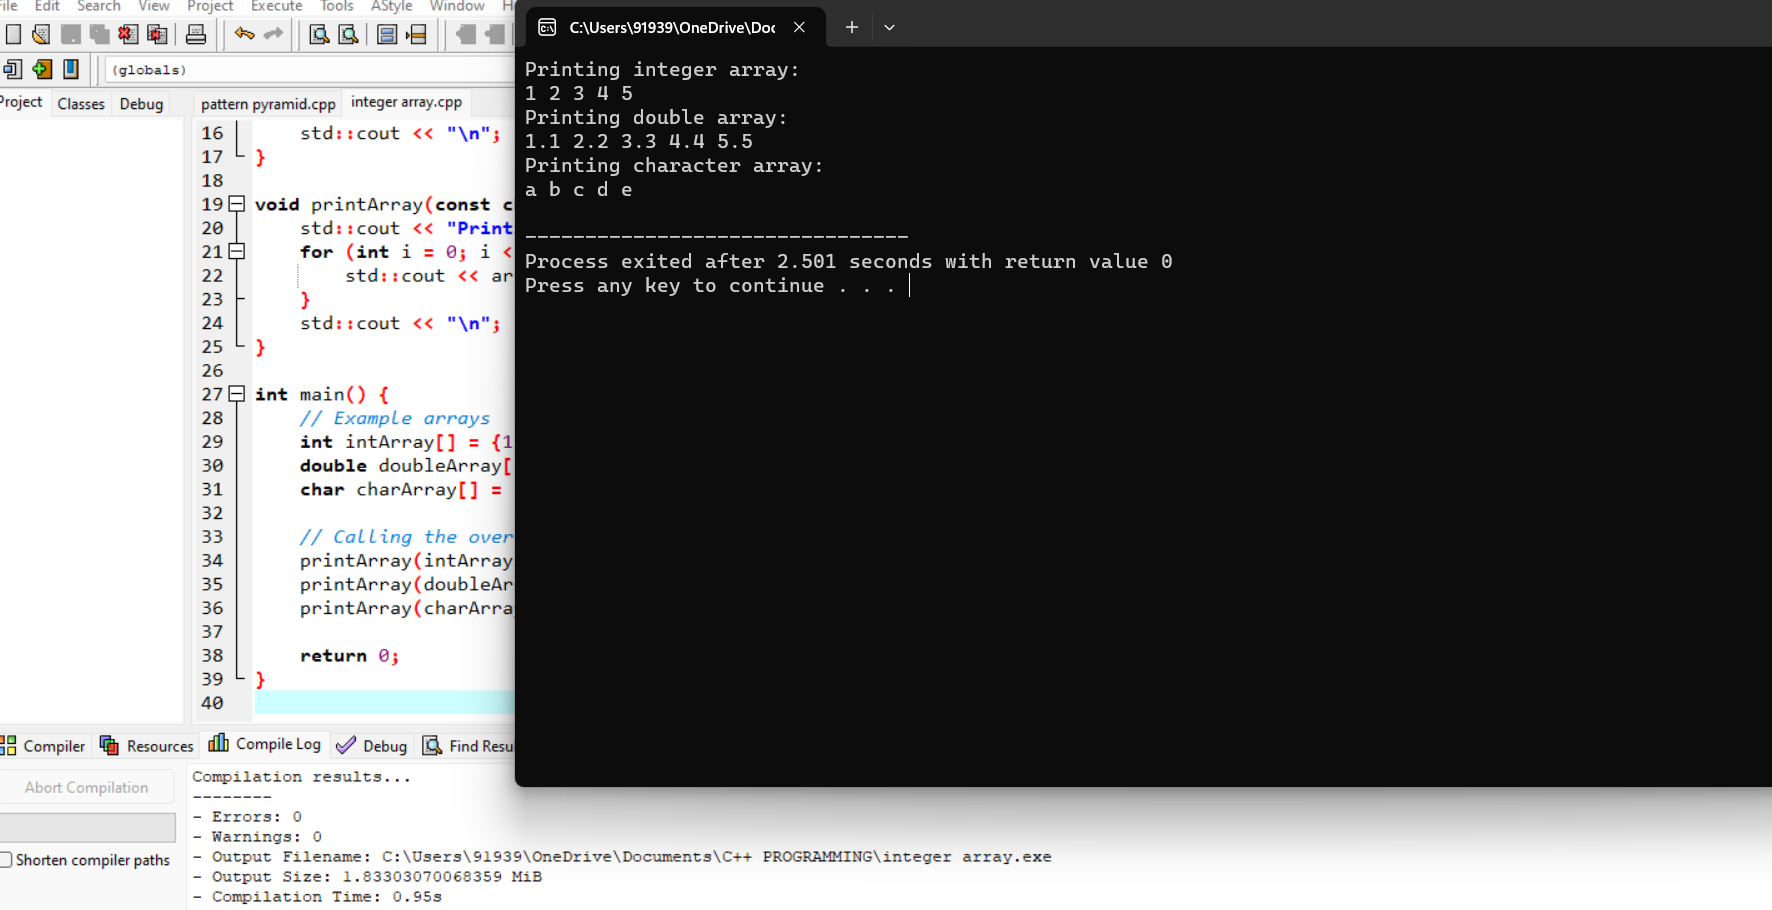 File Edit Search View Project Execute Tools AStyle Window
C:\Users\91939\OneDrive\Doc
(globals)
Project Classes Debug
pattern pyramid.cpp integer array.cpp
16 std::cout << "\n";
17 }
18
19 void printArray(const c
20 std::cout << "Print
21 for (int i = 0; i <
22 std::cout << ar
23 }
24 std::cout << "\n";
25 }
26
27 int main() {
28 // Example arrays
29 int intArray[] = {1
30 double doubleArray[
31 char charArray[] =
32
33 // Calling the over
34 printArray(intArray
35 printArray(doubleAr
36 printArray(charArra
37
38 return 0;
39 }
40
Printing integer array:
1 2 3 4 5
Printing double array:
1.1 2.2 3.3 4.4 5.5
Printing character array:
a b c d e
--------------------------------
Process exited after 2.501 seconds with return value 0
Press any key to continue . . .
Compiler Resources Compile Log Debug Find Resu
Abort Compilation
Shorten compiler paths
Compilation results...
--------
- Errors: 0
- Warnings: 0
- Output Filename: C:\Users\91939\OneDrive\Documents\C++ PROGRAMMING\integer array.exe
- Output Size: 1.83303070068359 MiB
- Compilation Time: 0.95s